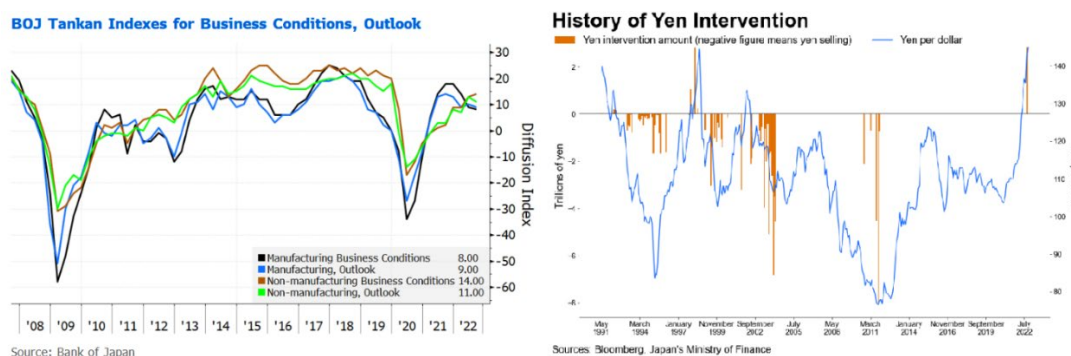 BOJ Tankan Indexes for Business Conditions, Outlook
30
20
10
0
-10
-20
-30
-40
-50
-60
Diffusion Index
Manufacturing Business Conditions 8.00
Manufacturing, Outlook 9.00
Non-manufacturing Business Conditions 14.00
Non-manufacturing, Outlook 11.00
'08 '09 '10 '11 '12 '13 '14 '15 '16 '17 '18 '19 '20 '21 '22
Source: Bank of Japan
History of Yen Intervention
Yen intervention amount (negative figure means yen selling) Yen per dollar
2
0
-2
-4
-6
-8
Trillions of yen
140
130
120
110
100
90
80
May March January November September July May March January November September July
1991 1994 1997 1999 2002 2005 2008 2011 2014 2016 2019 2022
Sources: Bloomberg, Japan's Ministry of Finance